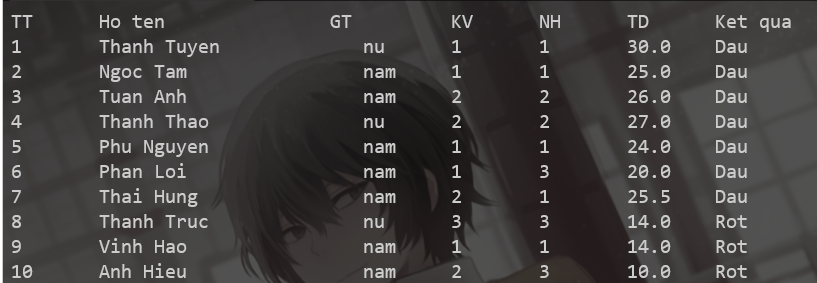 TT Ho ten GT KV NH TD Ket qua
1 Thanh Tuyen nu 1 1 30.0 Dau
2 Ngoc Tam nam 1 1 25.0 Dau
3 Tuan Anh nam 2 2 26.0 Dau
4 Thanh Thao nu 2 2 27.0 Dau
5 Phu Nguyen nam 1 1 24.0 Dau
6 Phan Loi nam 1 3 20.0 Dau
7 Thai Hung nam 2 1 25.5 Dau
8 Thanh Truc nu 3 3 14.0 Rot
9 Vinh Hao nam 1 1 14.0 Rot
10 Anh Hieu nam 2 3 10.0 Rot